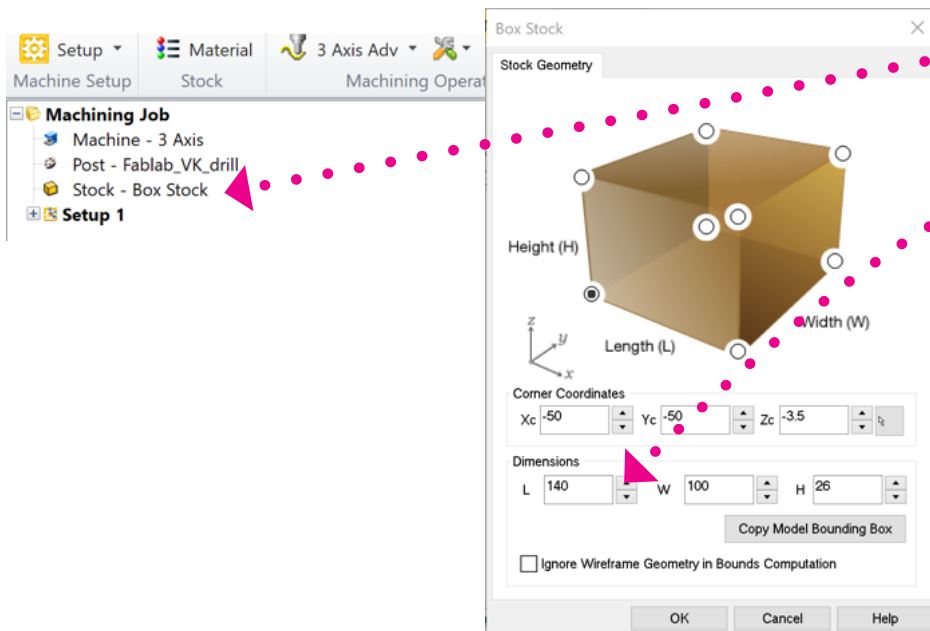 Setup
Material
3 Axis Adv
Machine Setup
Stock
Machining Operat
Machining Job
Machine - 3 Axis
Post - Fablab_VK_drill
Stock - Box Stock
Setup 1
Box Stock
Stock Geometry
Height (H)
Width (W)
Length (L)
z
y
x
Corner Coordinates
Xc -50 Yc -50 Zc -3.5
Dimensions
L 140 W 100 H 26
Copy Model Bounding Box
Ignore Wireframe Geometry in Bounds Computation
OK Cancel Help